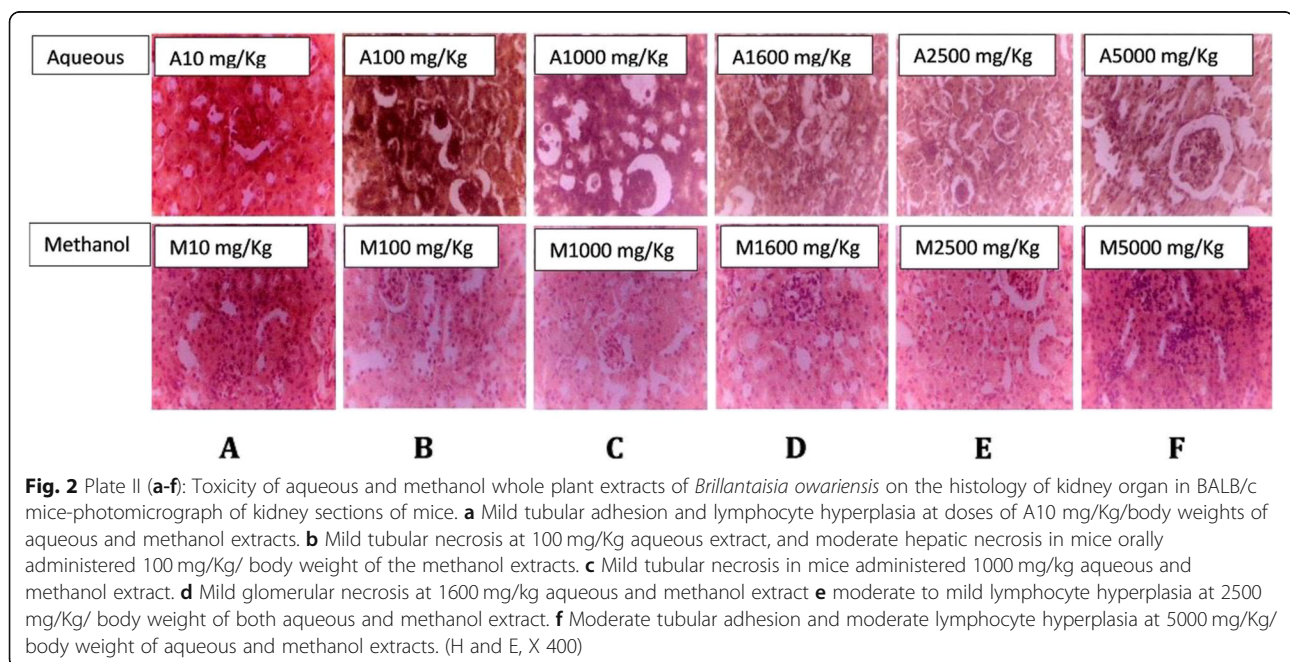 Aqueous A10 mg/Kg A100 mg/Kg A1000 mg/Kg A1600 mg/Kg A2500 mg/Kg A5000 mg/Kg
Methanol M10 mg/Kg M100 mg/Kg M1000 mg/Kg M1600 mg/Kg M2500 mg/Kg M5000 mg/Kg
A B C D E F
Fig. 2 Plate II (a-f): Toxicity of aqueous and methanol whole plant extracts of Brillantaisia owariensis on the histology of kidney organ in BALB/c
mice-photomicrograph of kidney sections of mice. a Mild tubular adhesion and lymphocyte hyperplasia at doses of A10 mg/Kg/body weights of
aqueous and methanol extracts. b Mild tubular necrosis at 100 mg/Kg aqueous extract, and moderate hepatic necrosis in mice orally
administered 100 mg/Kg/ body weight of the methanol extracts. c Mild tubular necrosis in mice administered 1000 mg/kg aqueous and
methanol extract. d Mild glomerular necrosis at 1600 mg/kg aqueous and methanol extract e moderate to mild lymphocyte hyperplasia at 2500
mg/Kg/ body weight of both aqueous and methanol extract. f Moderate tubular adhesion and moderate lymphocyte hyperplasia at 5000 mg/Kg/
body weight of aqueous and methanol extracts. (H and E, X 400)